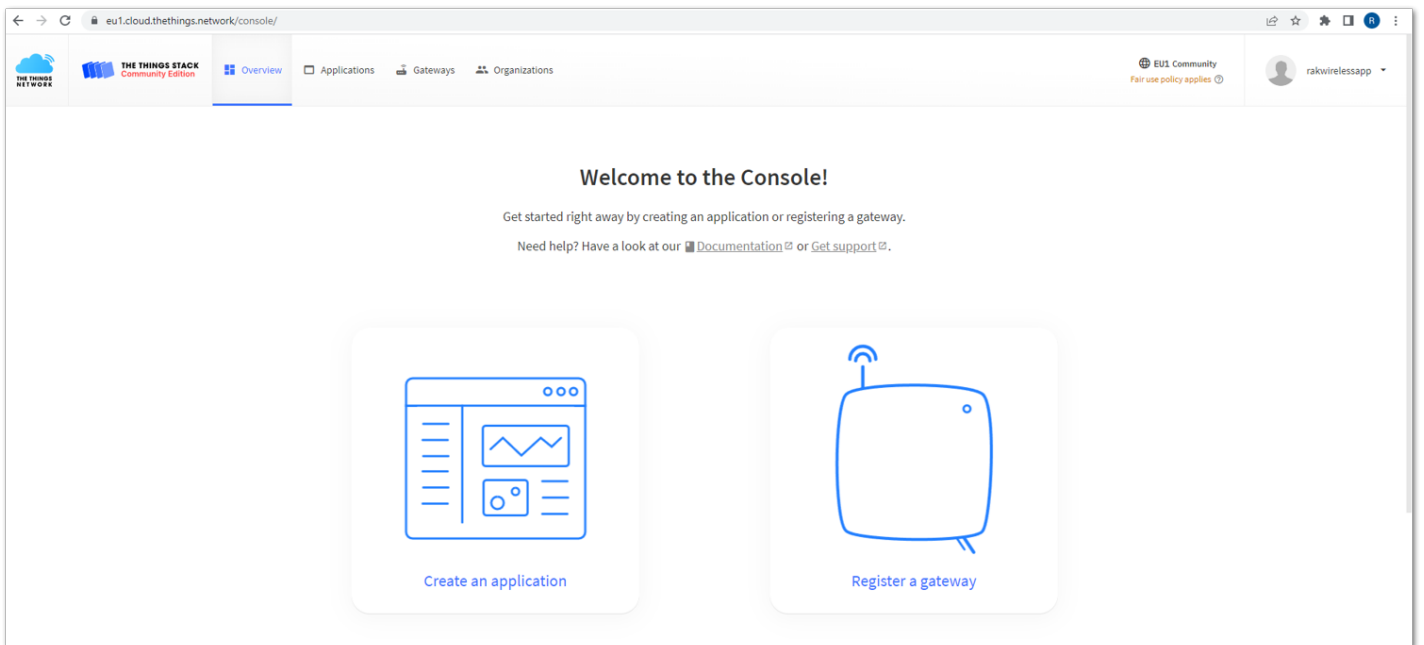 eu1.cloud.thethings.network/console/
R
THE THINGS NETWORK
THE THINGS STACK
Community Edition
Overview
Applications
Gateways
Organizations
EU1 Community
Fair use policy applies
rakwirelessapp
Welcome to the Console!
Get started right away by creating an application or registering a gateway.
Need help? Have a look at our Documentation or Get support.
Create an application
Register a gateway